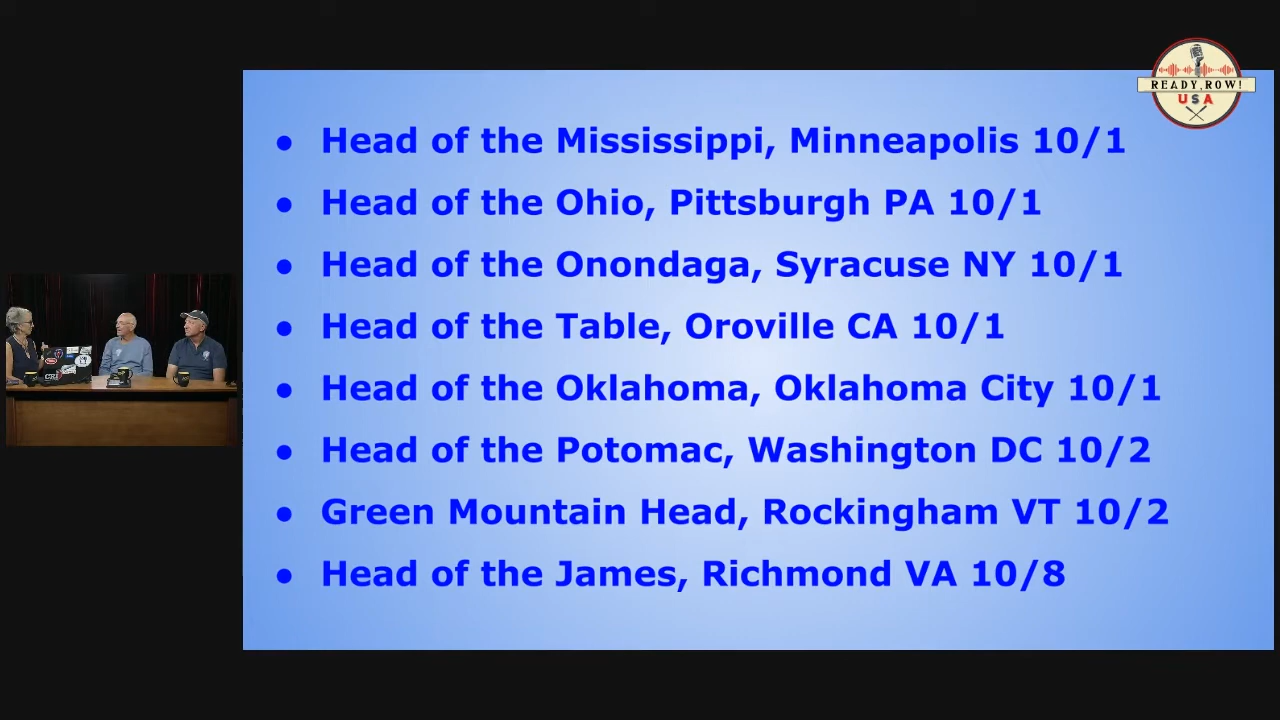 READY, ROW!
USA
● Head of the Mississippi, Minneapolis 10/1
● Head of the Ohio, Pittsburgh PA 10/1
● Head of the Onondaga, Syracuse NY 10/1
● Head of the Table, Oroville CA 10/1
● Head of the Oklahoma, Oklahoma City 10/1
● Head of the Potomac, Washington DC 10/2
● Green Mountain Head, Rockingham VT 10/2
● Head of the James, Richmond VA 10/8